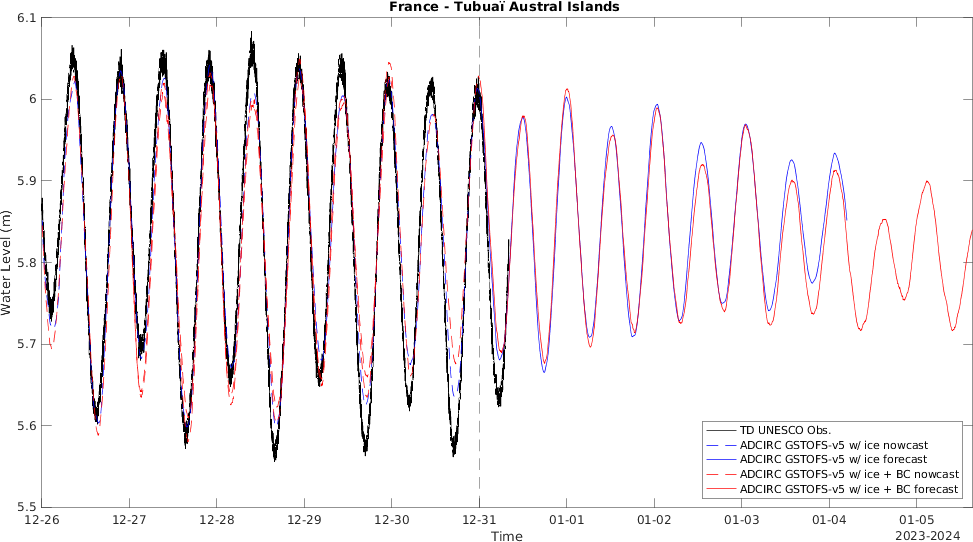 France - Tubuaï Austral Islands
6.1
6
5.9
5.8
5.7
5.6
5.5
Water Level (m)
TD UNESCO Obs.
ADCIRC GSTOFS-v5 w/ ice nowcast
ADCIRC GSTOFS-v5 w/ ice forecast
ADCIRC GSTOFS-v5 w/ ice + BC nowcast
ADCIRC GSTOFS-v5 w/ ice + BC forecast
12-26 12-27 12-28 12-29 12-30 12-31 01-01 01-02 01-03 01-04 01-05
Time
2023-2024